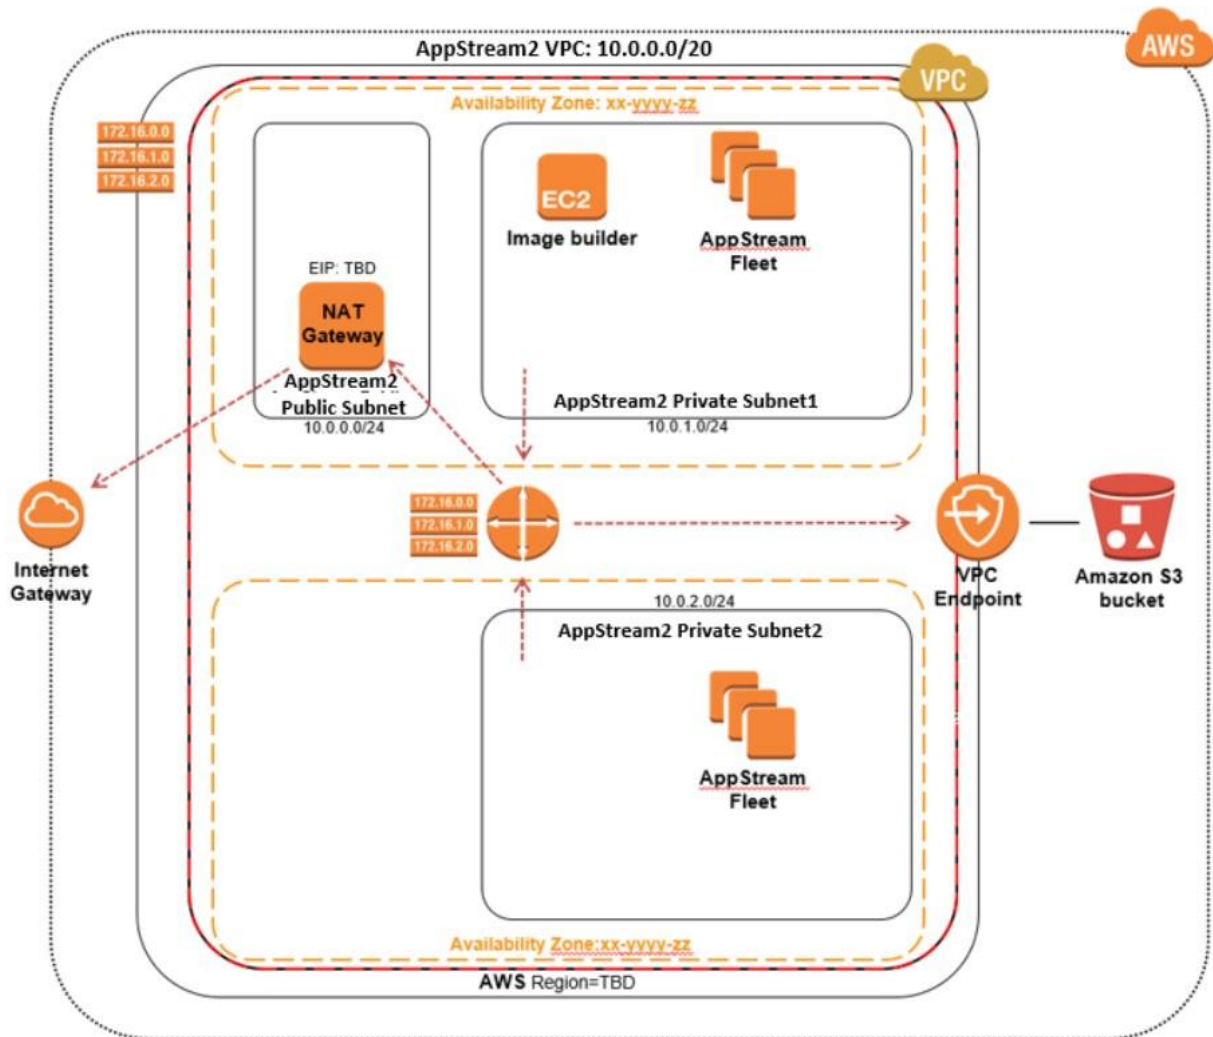 AppStream2 VPC: 10.0.0.0/20
AWS
VPC
Availability Zone: xx-yyyy-zz
172.16.0.0
172.16.1.0
172.16.2.0
EC2
Image builder
AppStream
Fleet
EIP: TBD
NAT
Gateway
AppStream2
Public Subnet
10.0.0.0/24
AppStream2 Private Subnet1
10.0.1.0/24
172.16.0.0
172.16.1.0
172.16.2.0
Internet
Gateway
VPC
Endpoint
Amazon S3
bucket
10.0.2.0/24
AppStream2 Private Subnet2
AppStream
Fleet
Availability Zone:xx-yyyy-zz
AWS Region=TBD